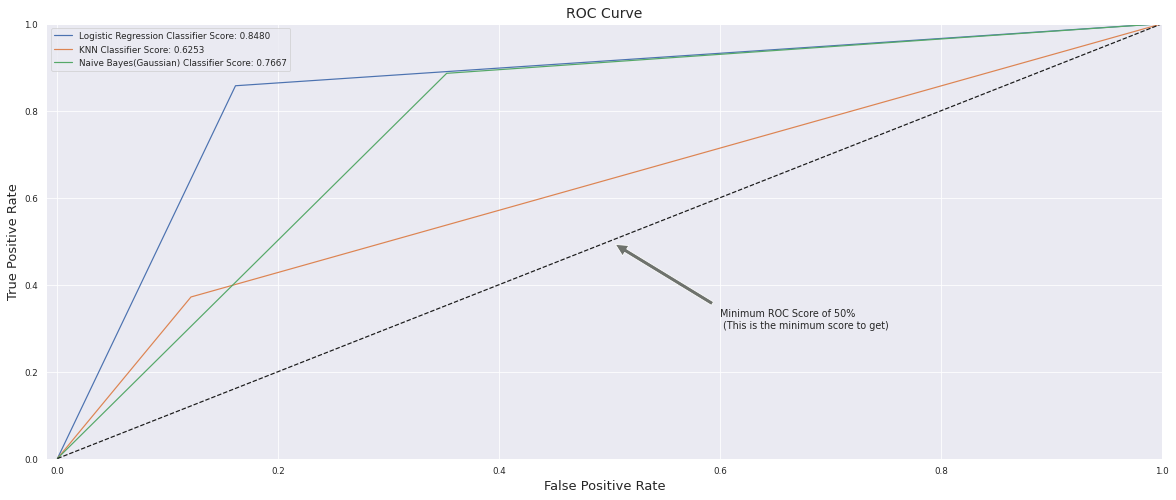 ROC Curve
Logistic Regression Classifier Score: 0.8480
KNN Classifier Score: 0.6253
Naive Bayes(Gaussian) Classifier Score: 0.7667
1.0
0.8
0.6
0.4
0.2
0.0
True Positive Rate
Minimum ROC Score of 50%
(This is the minimum score to get)
0.0
0.2
0.4
0.6
0.8
1.0
False Positive Rate